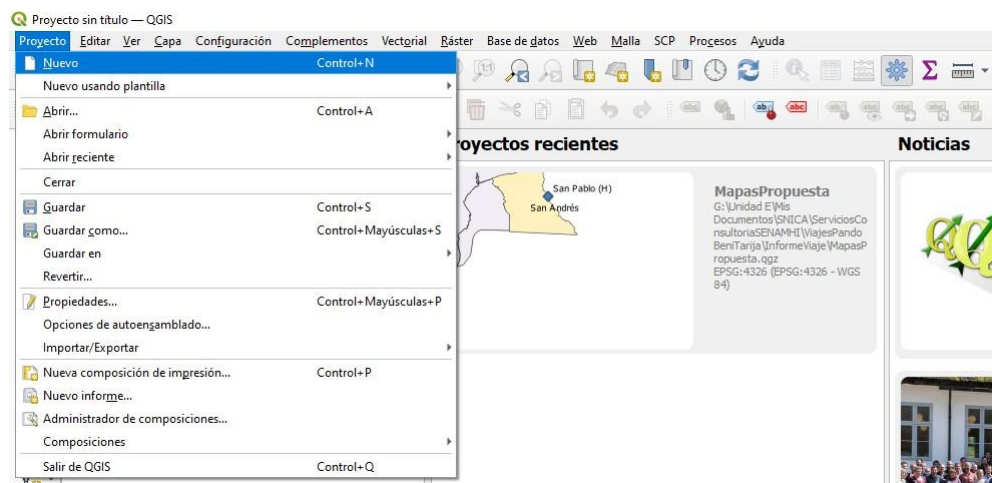 Proyecto sin título — QGIS
Proyecto Editar Ver Capa Configuración Complementos Vectorial Ráster Base de datos Web Malla SCP Procesos Ayuda
Nuevo Control+N
Nuevo usando plantilla
Abrir... Control+A
Abrir formulario
Abrir reciente
Cerrar
Guardar Control+S
Guardar como... Control+Mayúsculas+S
Guardar en
Revertir...
Propiedades... Control+Mayúsculas+P
Opciones de autoensamblado...
Importar/Exportar
Nueva composición de impresión... Control+P
Nuevo informe...
Administrador de composiciones...
Composiciones
Salir de QGIS Control+Q
royectos recientes
San Pablo (H)
San Andrés
MapasPropuesta
G:\Unidad E\Mis
Documentos\SNICA\ServiciosCo
nsultoriaSENAMHI\ViajesPando
BeniTarija\InformeViaje\MapasP
ropuesta.qgz
EPSG:4326 (EPSG:4326 - WGS
84)
Noticias